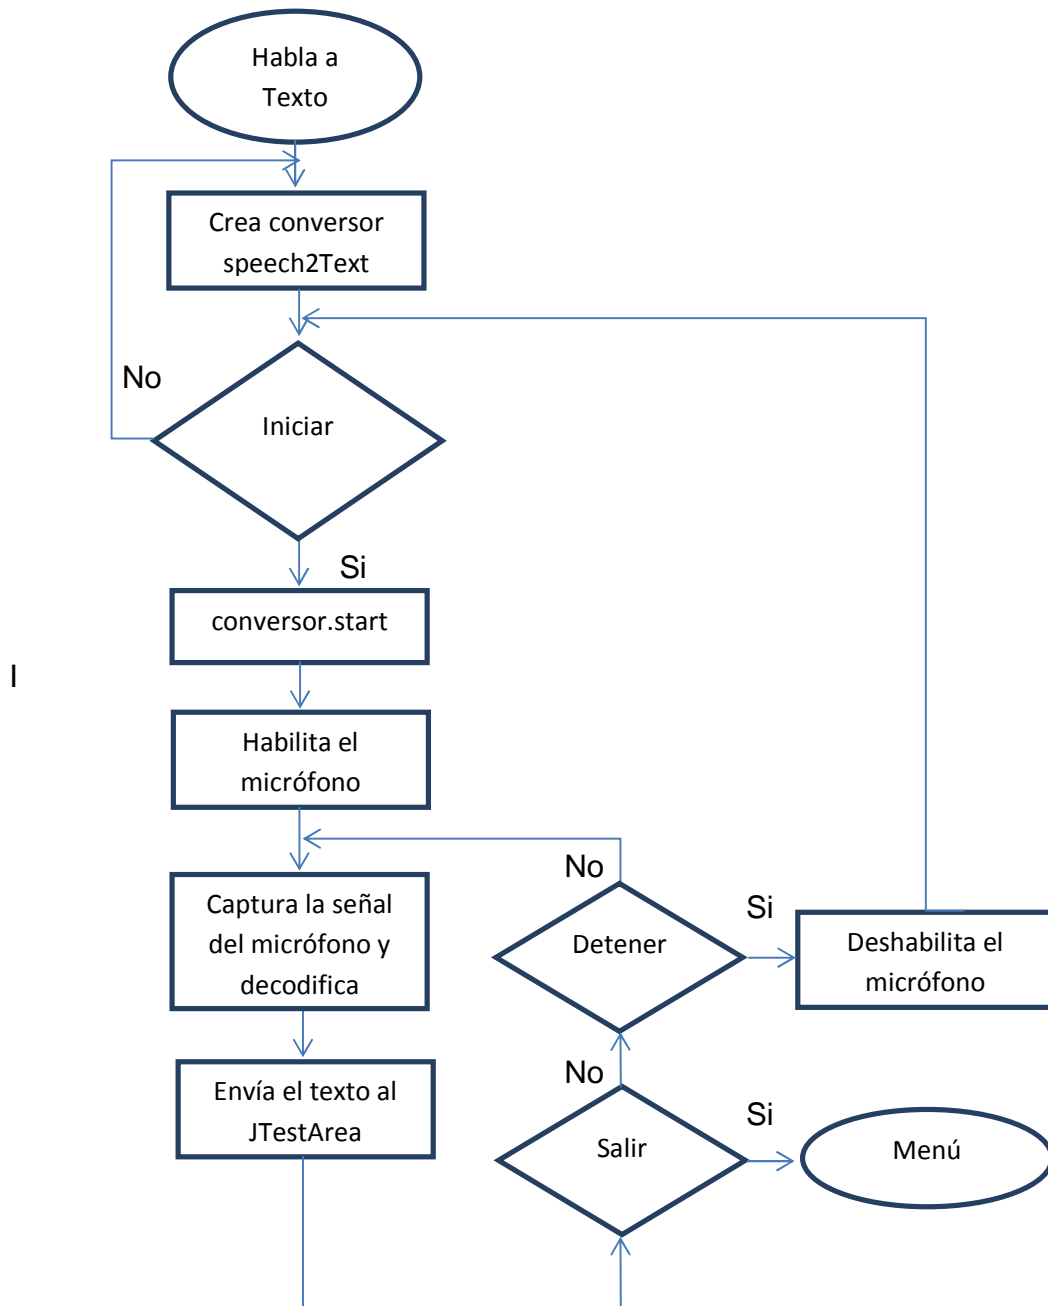 Habla a
Texto
Crea conversor
speech2Text
No
Iniciar
Si
conversor.start
I
Habilita el
micrófono
No
Captura la señal
del micrófono y
decodifica
Detener
Si
Deshabilita el
micrófono
Envía el texto al
JTestArea
No
Salir
Si
Menú